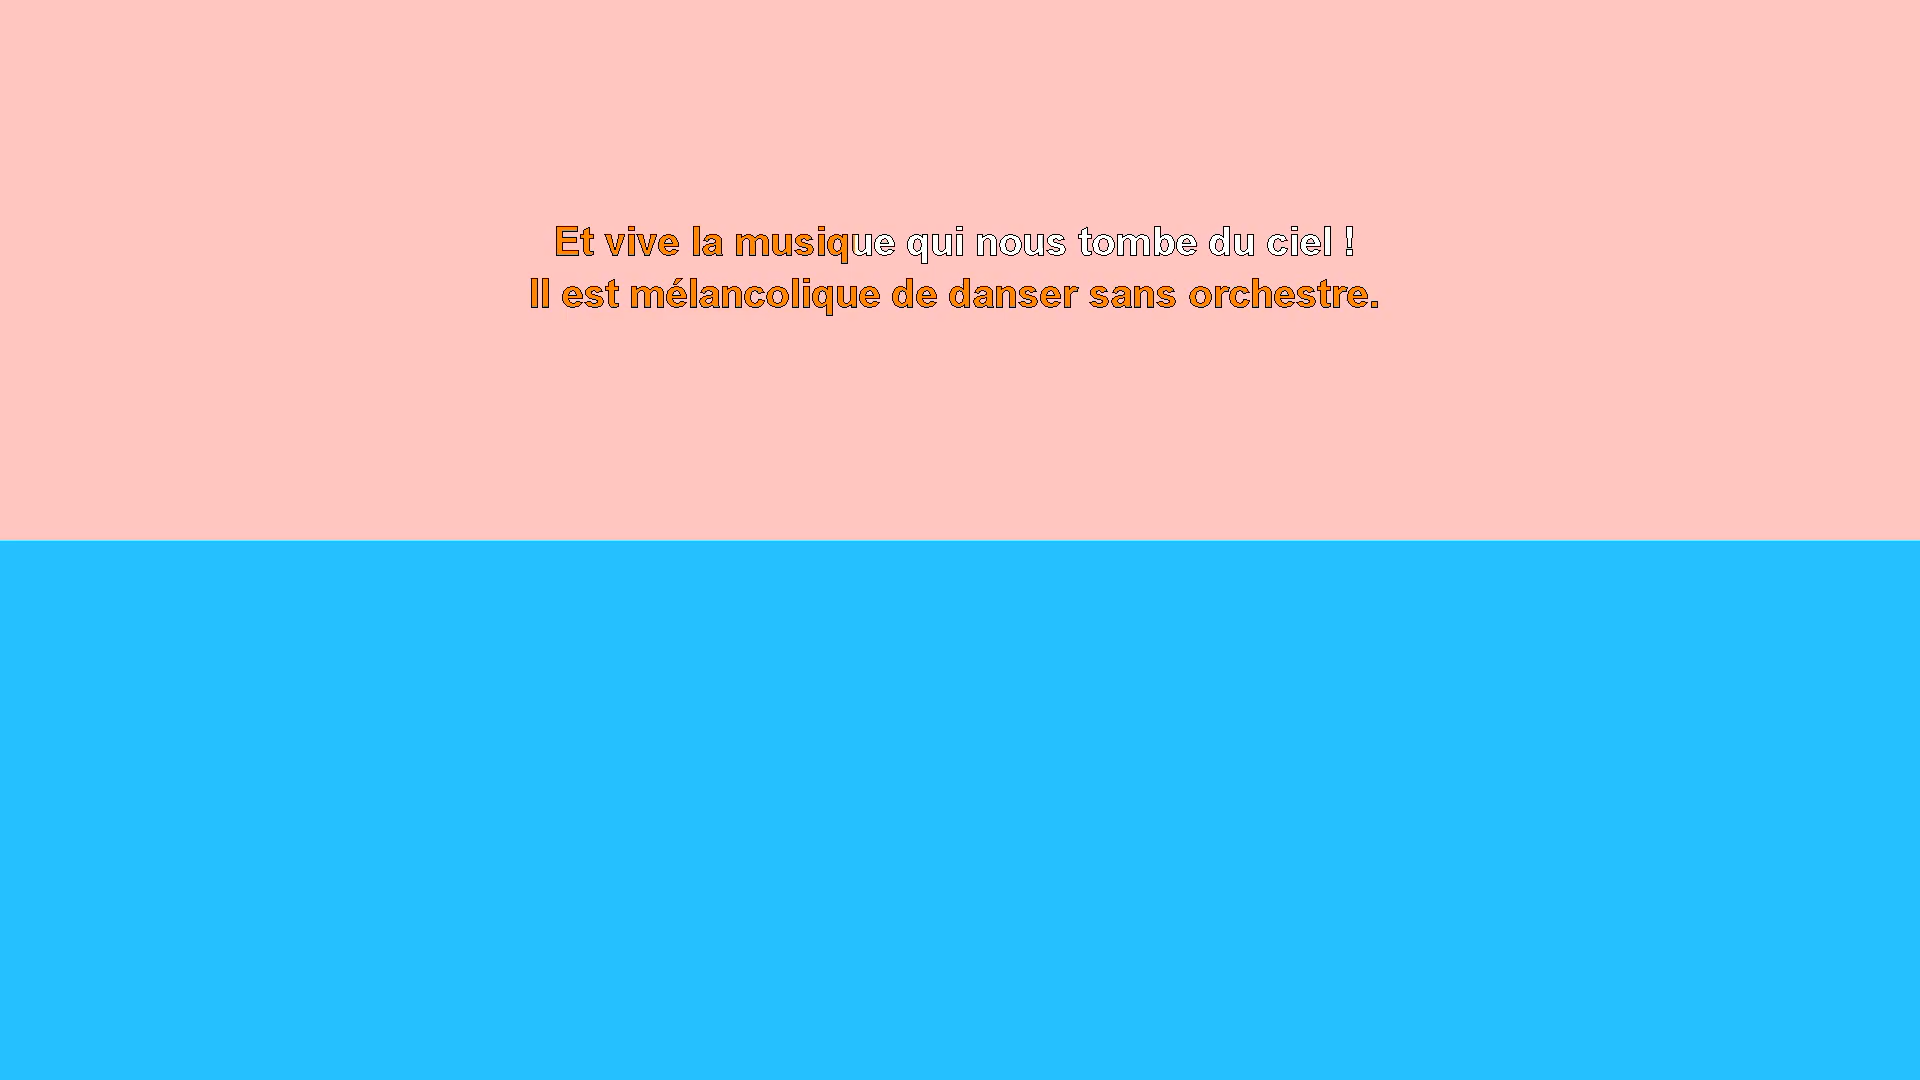 Et vive la musique qui nous tombe du ciel !
Il est mélancolique de danser sans orchestre.